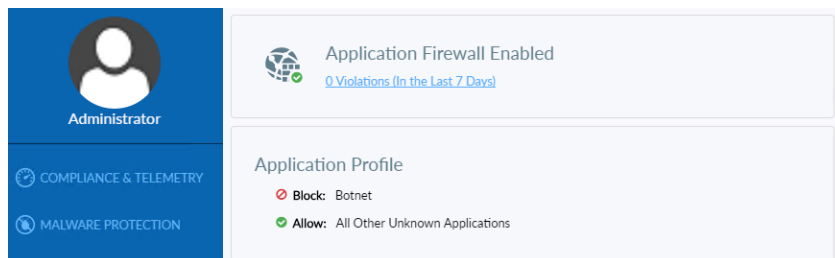 Administrator
COMPLIANCE & TELEMETRY
MALWARE PROTECTION
Application Firewall Enabled
0 Violations (In the Last 7 Days)
Application Profile
Block: Botnet
Allow: All Other Unknown Applications